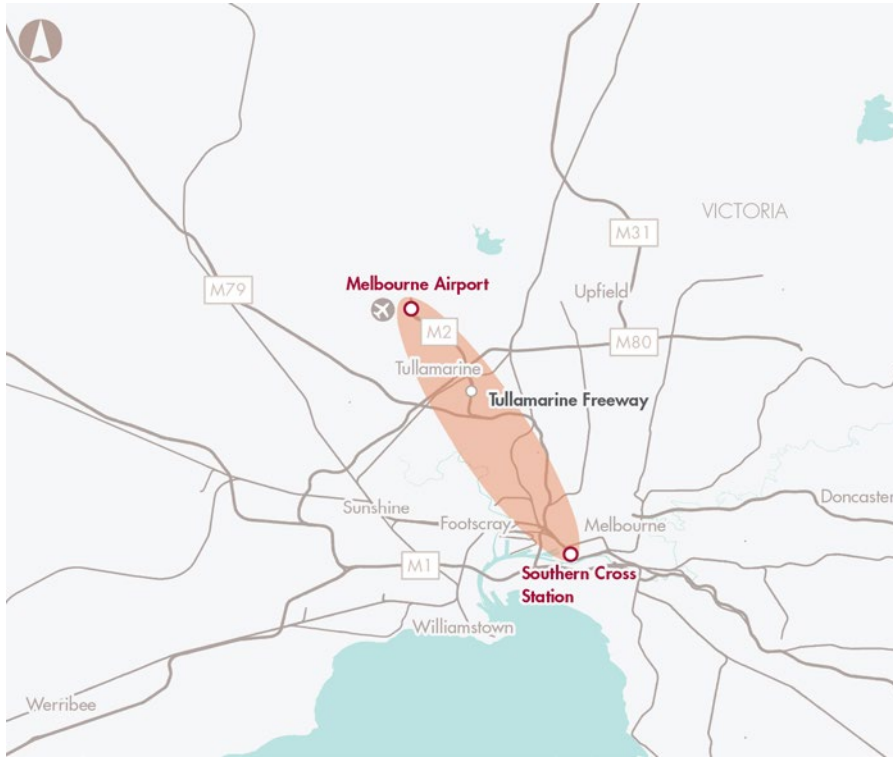 VICTORIA
M31
M79
Melbourne Airport
Upfield
M2
M80
Tullamarine
Tullamarine Freeway
Doncaster
Sunshine
Footscray
Melbourne
M1
Southern Cross
Station
Williamstown
Werribee